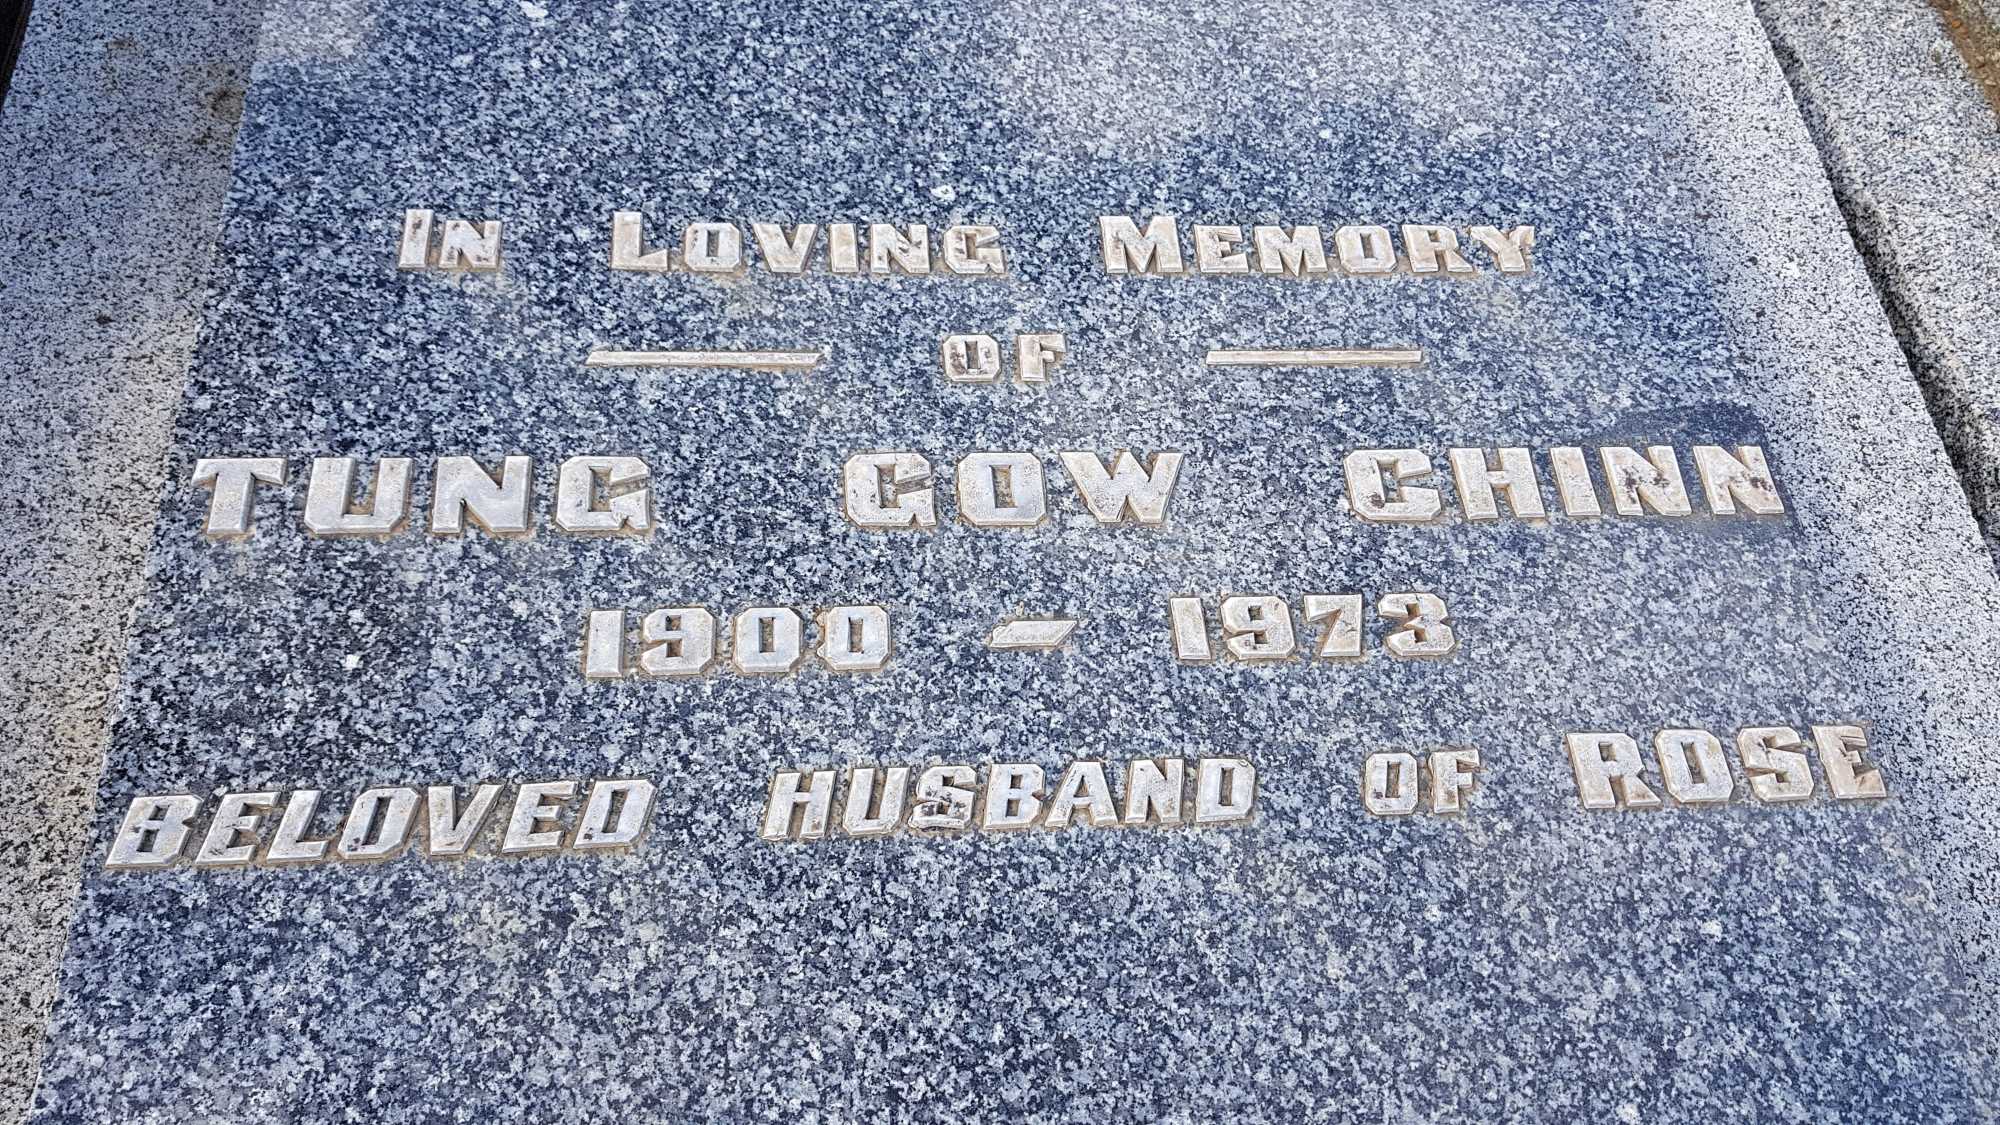 IN LOVING MEMORY
— OF —
TUNG GOW CHINN
1900 – 1973
BELOVED HUSBAND OF ROSE